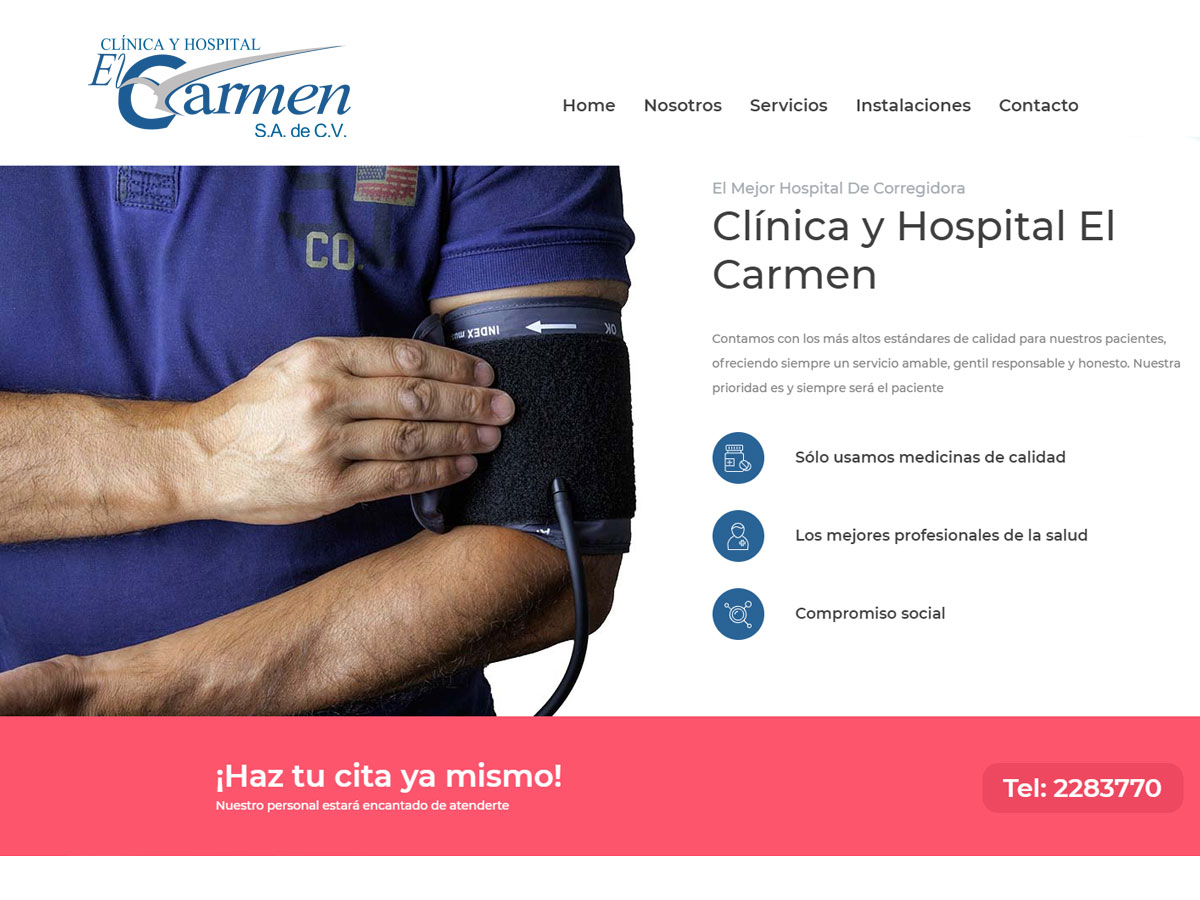 CLÍNICA Y HOSPITAL
El Carmen
S.A. de C.V.
Home Nosotros Servicios Instalaciones Contacto
CO.
INDEX
OK
El Mejor Hospital De Corregidora
Clínica y Hospital El
Carmen
Contamos con los más altos estándares de calidad para nuestros pacientes,
ofreciendo siempre un servicio amable, gentil responsable y honesto. Nuestra
prioridad es y siempre será el paciente
Sólo usamos medicinas de calidad
Los mejores profesionales de la salud
Compromiso social
¡Haz tu cita ya mismo!
Nuestro personal estará encantado de atenderte
Tel: 2283770